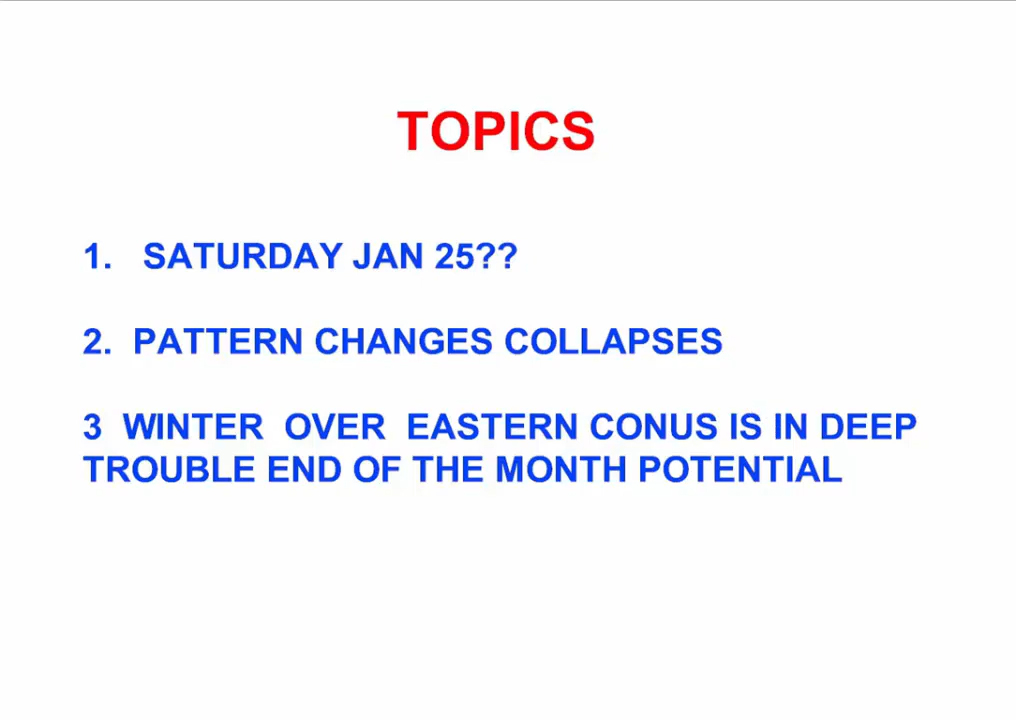 TOPICS
1. SATURDAY JAN 25??
2. PATTERN CHANGES COLLAPSES
3 WINTER OVER EASTERN CONUS IS IN DEEP
TROUBLE END OF THE MONTH POTENTIAL